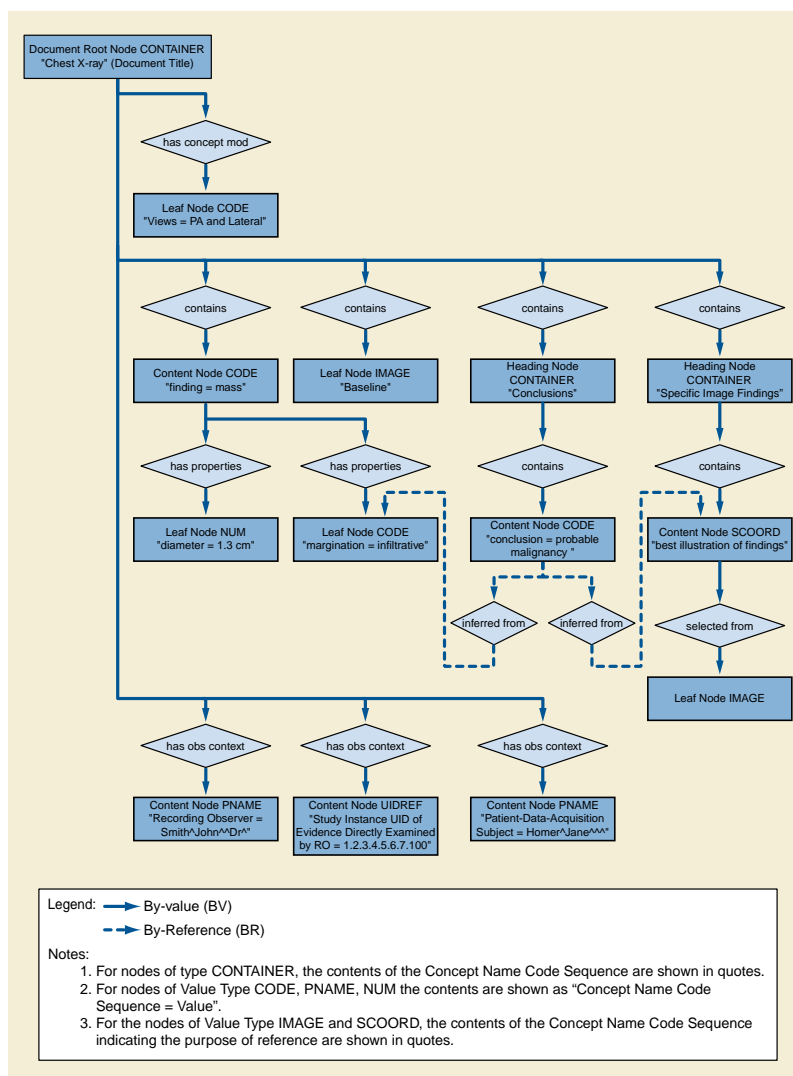 Document Root Node CONTAINER
"Chest X-ray" (Document Title)
has concept mod
Leaf Node CODE
"Views = PA and Lateral"
contains
contains
contains
contains
Content Node CODE
"finding = mass"
Leaf Node IMAGE
"Baseline"
Heading Node
CONTAINER
"Conclusions"
Heading Node
CONTAINER
"Specific Image Findings"
has properties
has properties
contains
contains
Leaf Node NUM
"diameter = 1.3 cm"
Leaf Node CODE
"margination = infiltrative"
Content Node CODE
"conclusion = probable
malignancy "
Content Node SCOORD
"best illustration of findings"
inferred from
inferred from
selected from
Leaf Node IMAGE
has obs context
has obs context
has obs context
Content Node PNAME
"Recording Observer =
Smith^John^^Dr^"
Content Node UIDREF
"Study Instance UID of
Evidence Directly Examined
by RO = 1.2.3.4.5.6.7.100"
Content Node PNAME
"Patient-Data-Acquisition
Subject = Homer^Jane^^^"
Legend:
By-value (BV)
By-Reference (BR)
Notes:
1. For nodes of type CONTAINER, the contents of the Concept Name Code Sequence are shown in quotes.
2. For nodes of Value Type CODE, PNAME, NUM the contents are shown as “Concept Name Code
Sequence = Value”.
3. For the nodes of Value Type IMAGE and SCOORD, the contents of the Concept Name Code Sequence
indicating the purpose of reference are shown in quotes.